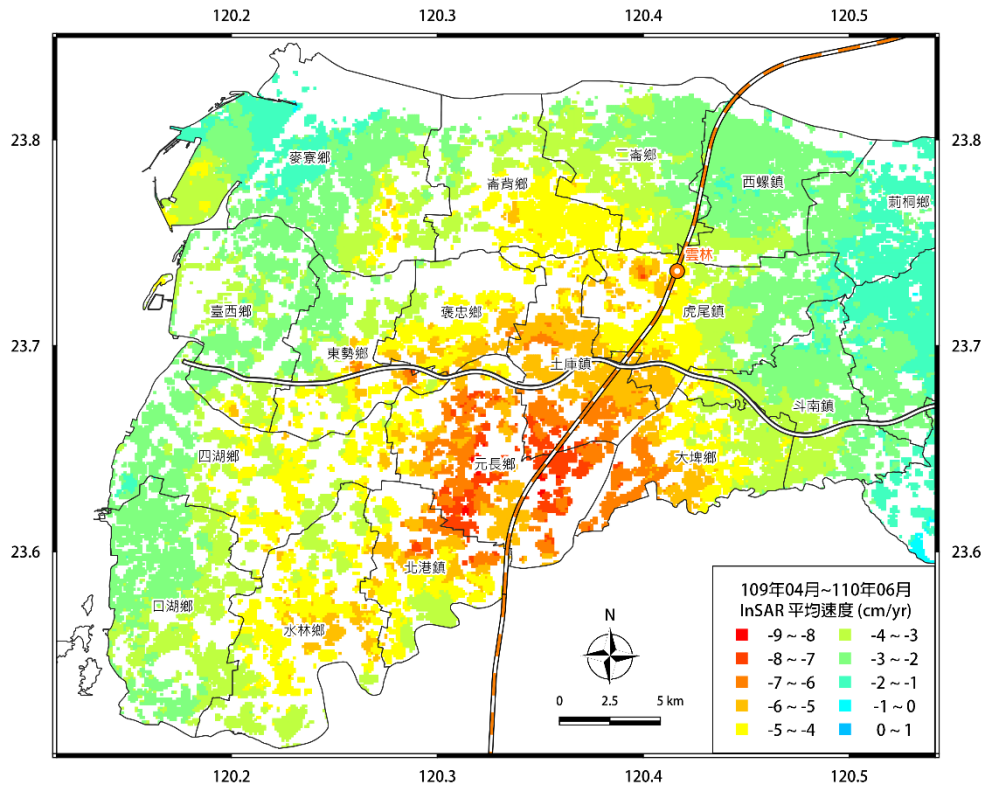 120.2 120.3 120.4 120.5
23.8 23.8
麥寮鄉
二崙鄉
崙背鄉
西螺鎮
莿桐鄉
雲林
臺西鄉
褒忠鄉
虎尾鎮
23.7 23.7
東勢鄉
土庫鎮
斗南鎮
四湖鄉
元長鄉
大埤鄉
23.6 23.6
北港鎮
口湖鄉
水林鄉
N
0 2.5 5 km
109年04月~110年06月
InSAR 平均速度 (cm/yr)
-9 ~ -8 -4 ~ -3
-8 ~ -7 -3 ~ -2
-7 ~ -6 -2 ~ -1
-6 ~ -5 -1 ~ 0
-5 ~ -4 0 ~ 1
120.2 120.3 120.4 120.5